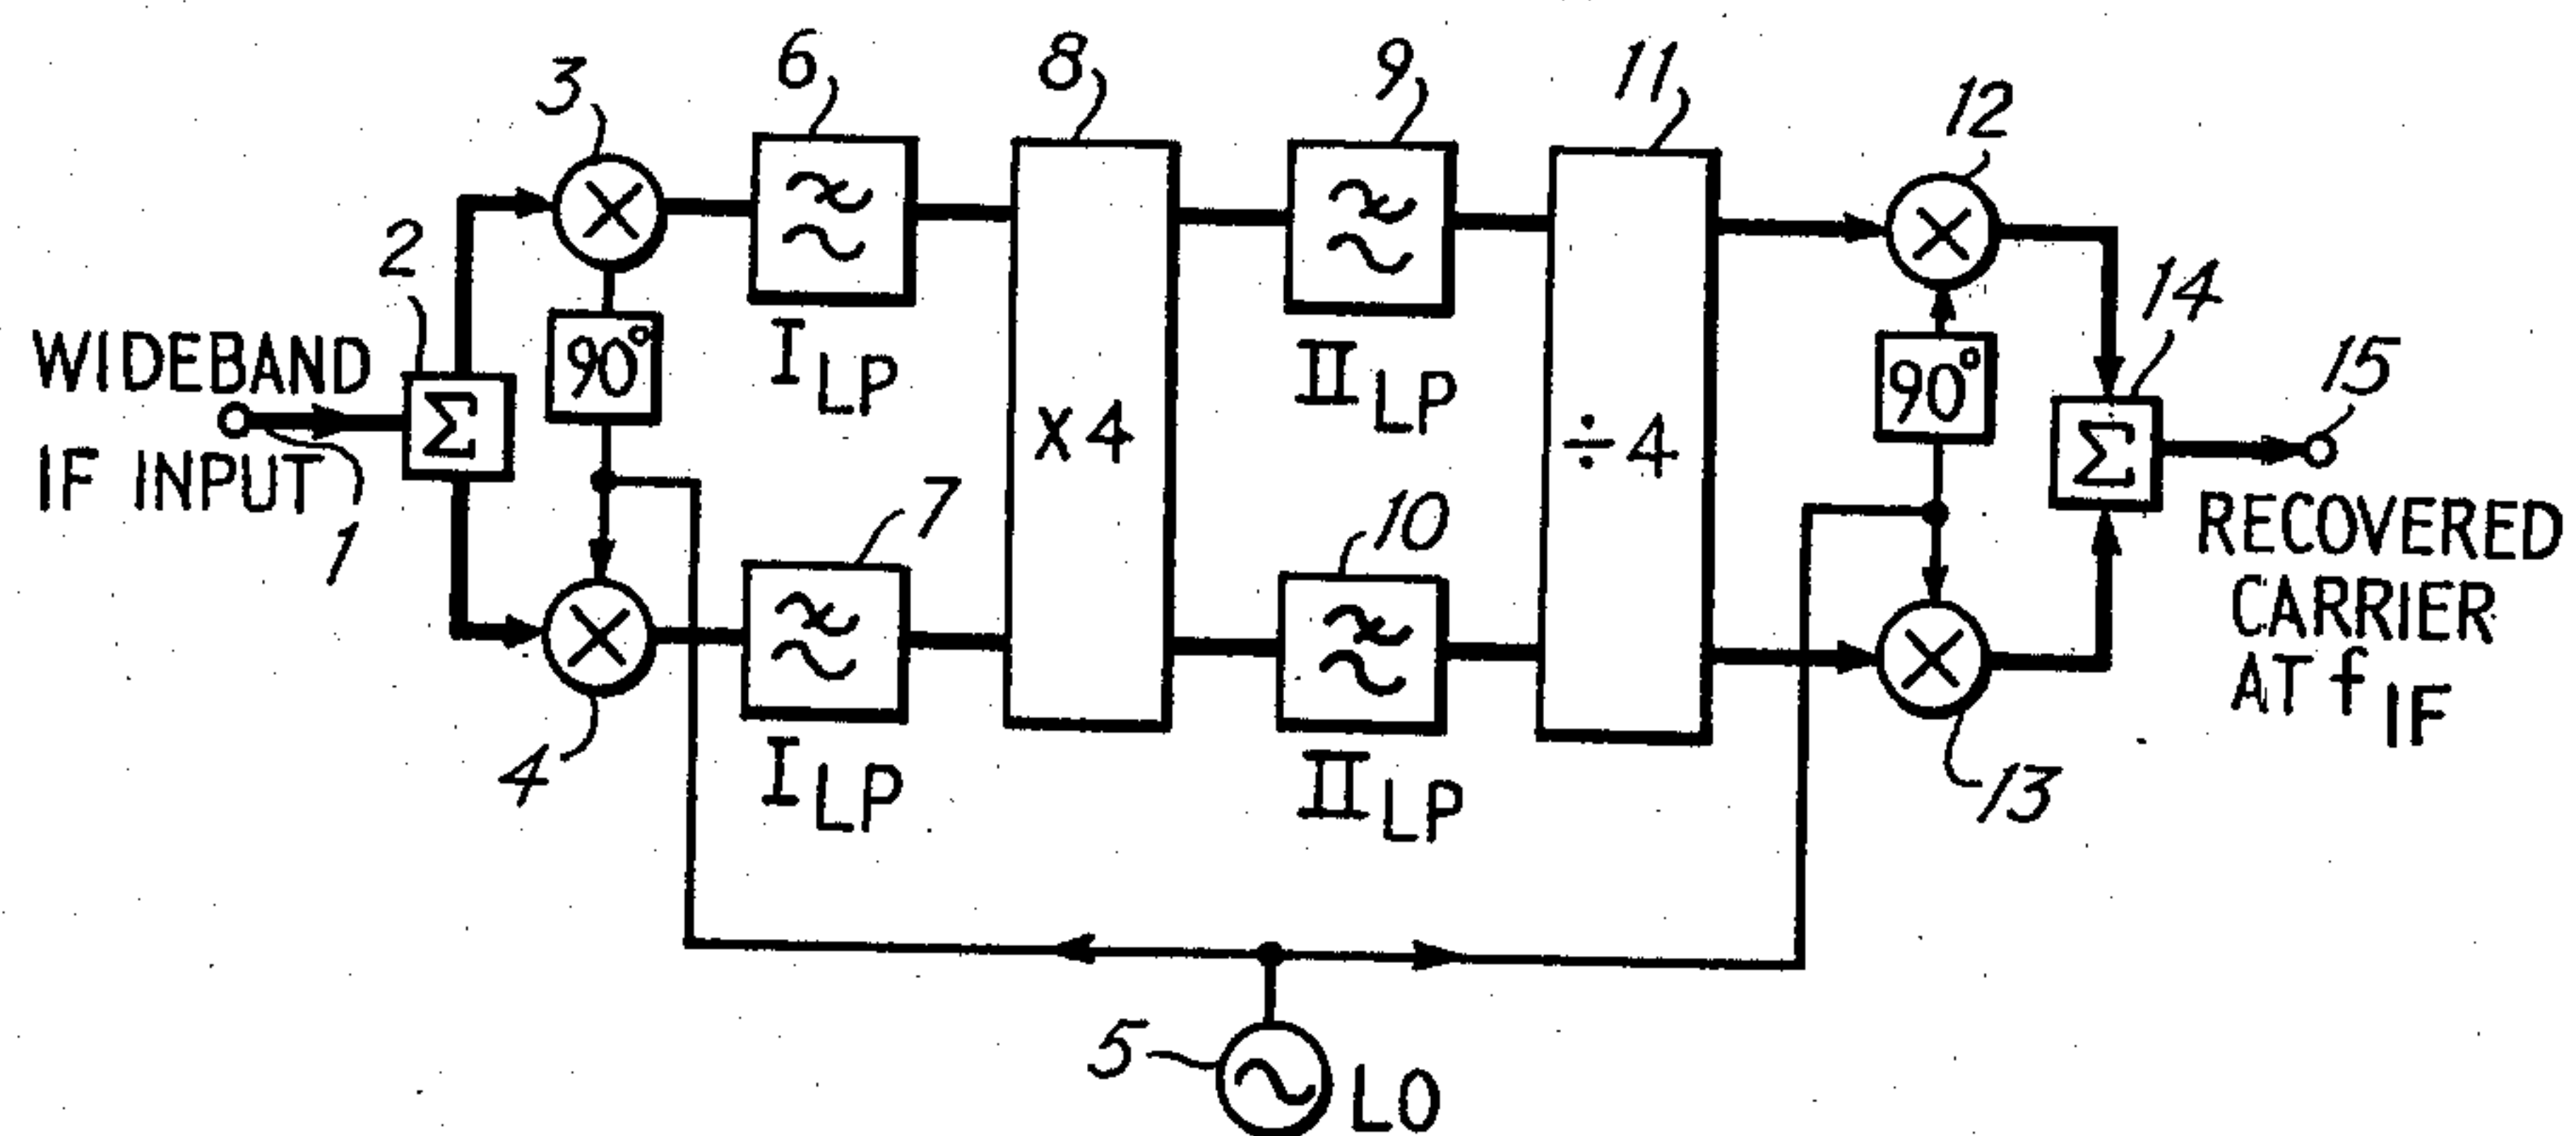 3
6
8
9
11
12
2
14
15
WIDEBAND
IF INPUT
1
Σ
90°
I LP
x4
II LP
÷4
90°
Σ
RECOVERED
CARRIER
AT f IF
7
10
4
I LP
II LP
13
5
LO